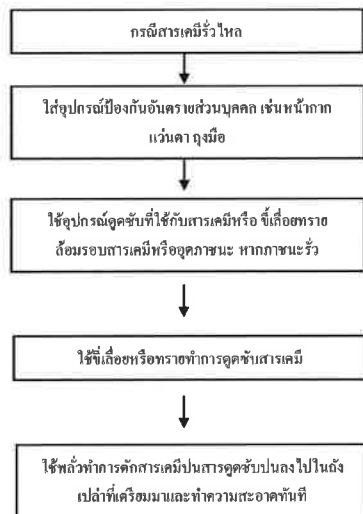 กรณีสารเคมีรั่วไหล
ใส่อุปกรณ์ป้องกันอันตรายส่วนบุคคล เช่นหน้ากาก
แว่นตา ถุงมือ
ใช้อุปกรณ์ดูดซับที่ใช้กับสารเคมีหรือ ขี้เลื่อยทราย
ล้อมรอบสารเคมีหรืออุดภาชนะ หากภาชนะรั่ว
ใช้ขี่เลื่อยหรือทรายทำการดูดซับสารเคมี
ใช้พลั่วทำการตักสารเคมีปนสารดูดซับปนลงไปในถัง
เปล่าที่เตรียมมาและทำความสะอาดทันที